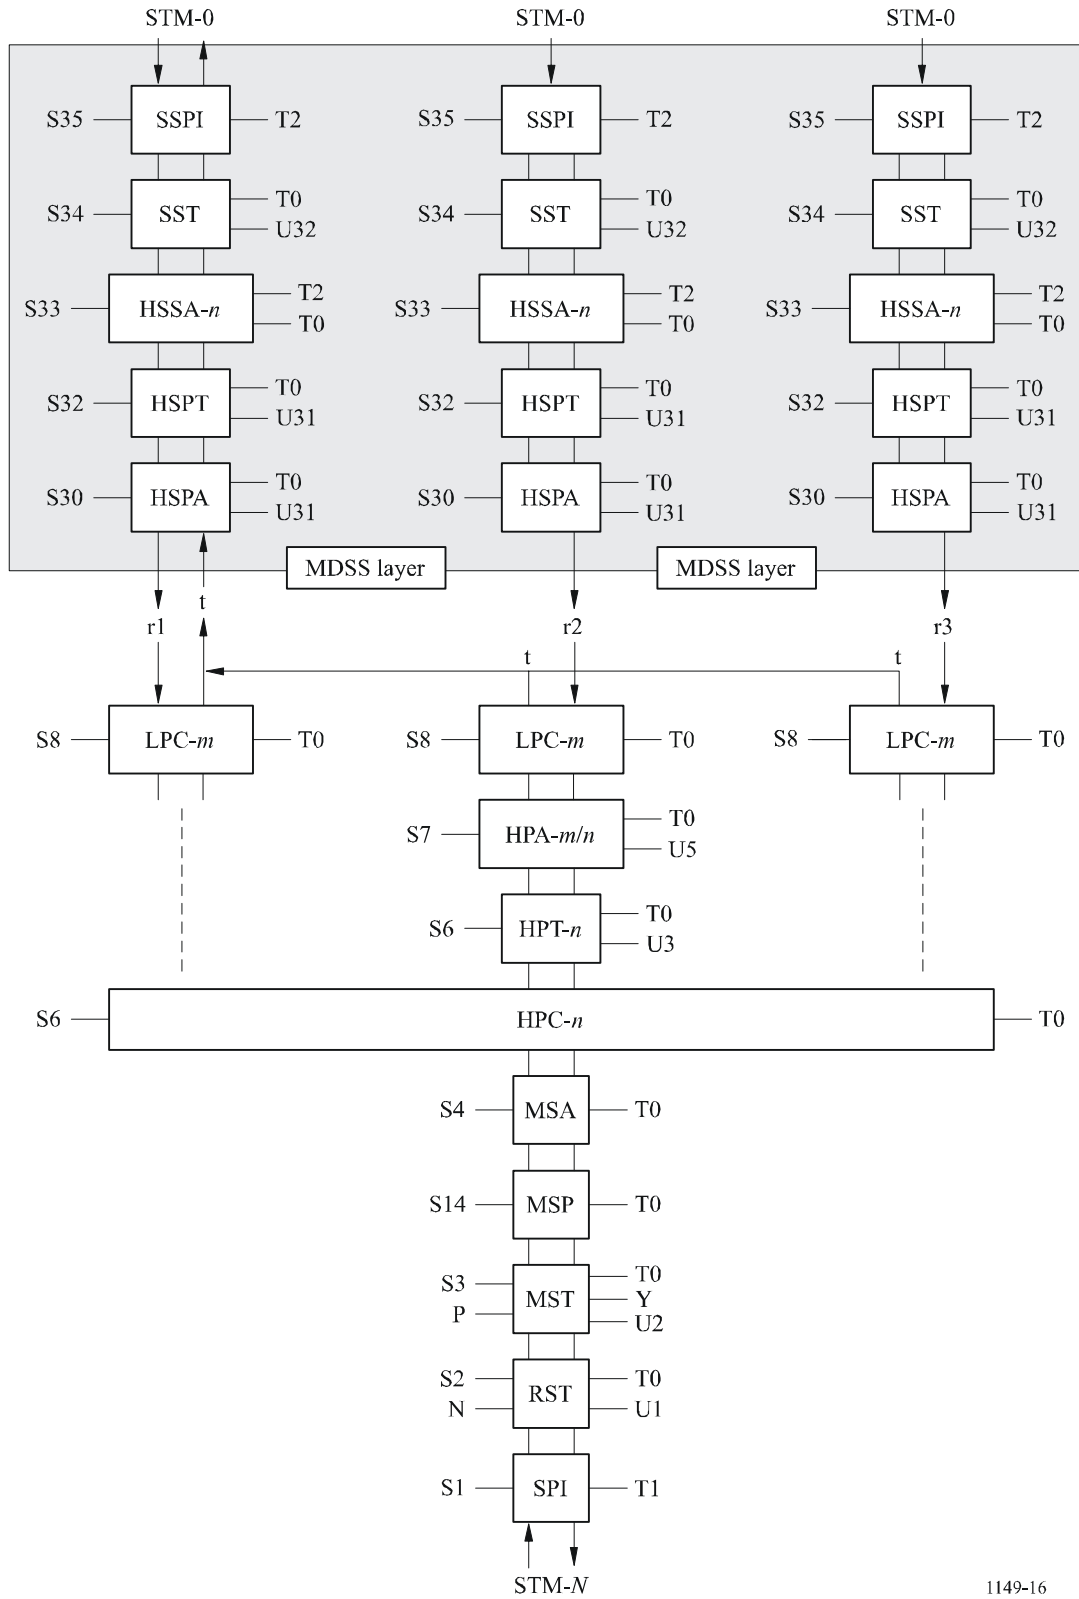 STM-0 STM-0 STM-0
S35 SSPI T2 S35 SSPI T2 S35 SSPI T2
T0 T0 T0
S34 SST S34 SST S34 SST
U32 U32 U32
T2 T2 T2
S33 HSSA-n S33 HSSA-n S33 HSSA-n
T0 T0 T0
T0 T0 T0
S32 HSPT S32 HSPT S32 HSPT
U31 U31 U31
T0 T0 T0
S30 HSPA S30 HSPA S30 HSPA
U31 U31 U31
MDSS layer MDSS layer
t
r1 r2 r3
t t
S8 LPC-m T0 S8 LPC-m T0 S8 LPC-m T0
T0
S7 HPA-m/n
U5
T0
S6 HPT-n
U3
S6 HPC-n T0
S4 MSA T0
S14 MSP T0
T0
S3
MST Y
P
U2
S2 T0
RST
N U1
S1 SPI T1
STM-N
1149-16